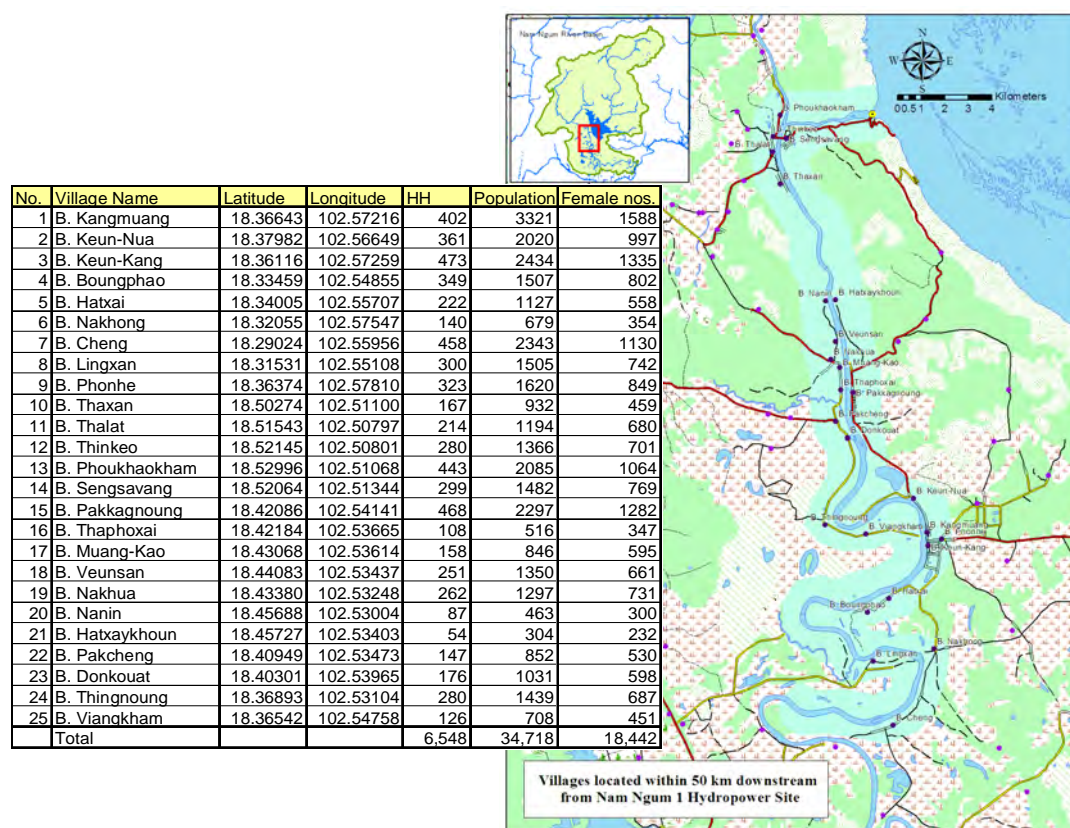 Nam Ngum River Basin
N
W E
S
Kilometers
0 0.5 1 2 3 4
B. Phoukhaokham
B. Thinkeo
B. Sengsavang
B. Thalat
B. Thaxan
B. Nanin B. Hatxaykhoun
B. Veunsan
B. Nakhua
B. Muang-Kao
B. Thaphoxai
B. Pakkagnoung
B. Pakcheng
B. Donkouat
B. Keun-Nua
B. Thingnoung
B. Viangkham
B. Kangmuang
B. Phonhe
B. Keun-Kang
B. Hatxai
B. Boungphao
B. Nakhong
B. Lingxan
B. Cheng
No. Village Name Latitude Longitude HH Population Female nos.
1 B. Kangmuang 18.36643 102.57216 402 3321 1588
2 B. Keun-Nua 18.37982 102.56649 361 2020 997
3 B. Keun-Kang 18.36116 102.57259 473 2434 1335
4 B. Boungphao 18.33459 102.54855 349 1507 802
5 B. Hatxai 18.34005 102.55707 222 1127 558
6 B. Nakhong 18.32055 102.57547 140 679 354
7 B. Cheng 18.29024 102.55956 458 2343 1130
8 B. Lingxan 18.31531 102.55108 300 1505 742
9 B. Phonhe 18.36374 102.57810 323 1620 849
10 B. Thaxan 18.50274 102.51100 167 932 459
11 B. Thalat 18.51543 102.50797 214 1194 680
12 B. Thinkeo 18.52145 102.50801 280 1366 701
13 B. Phoukhaokham 18.52996 102.51068 443 2085 1064
14 B. Sengsavang 18.52064 102.51344 299 1482 769
15 B. Pakkagnoung 18.42086 102.54141 468 2297 1282
16 B. Thaphoxai 18.42184 102.53665 108 516 347
17 B. Muang-Kao 18.43068 102.53614 158 846 595
18 B. Veunsan 18.44083 102.53437 251 1350 661
19 B. Nakhua 18.43380 102.53248 262 1297 731
20 B. Nanin 18.45688 102.53004 87 463 300
21 B. Hatxaykhoun 18.45727 102.53403 54 304 232
22 B. Pakcheng 18.40949 102.53473 147 852 530
23 B. Donkouat 18.40301 102.53965 176 1031 598
24 B. Thingnoung 18.36893 102.53104 280 1439 687
25 B. Viangkham 18.36542 102.54758 126 708 451
Total 6,548 34,718 18,442
Villages located within 50 km downstream
from Nam Ngum 1 Hydropower Site